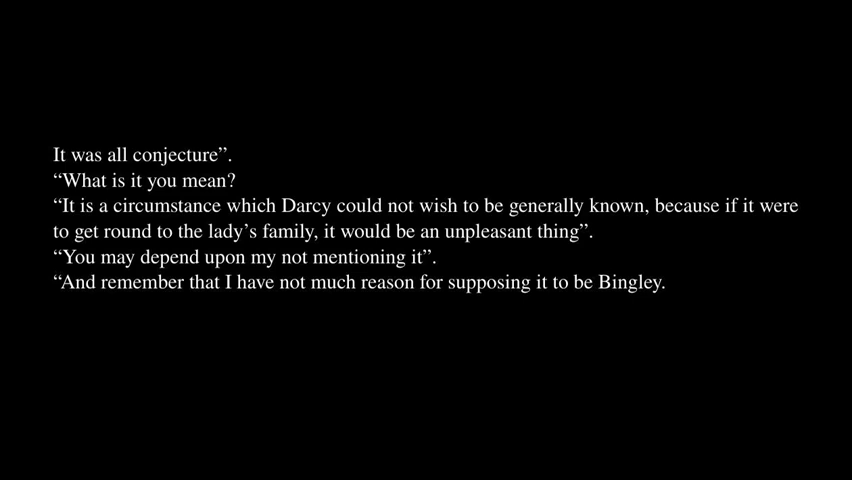 It was all conjecture”.
“What is it you mean?
“It is a circumstance which Darcy could not wish to be generally known, because if it were
to get round to the lady’s family, it would be an unpleasant thing”.
“You may depend upon my not mentioning it”.
“And remember that I have not much reason for supposing it to be Bingley.